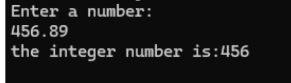 Enter a number:
456.89
the integer number is:456